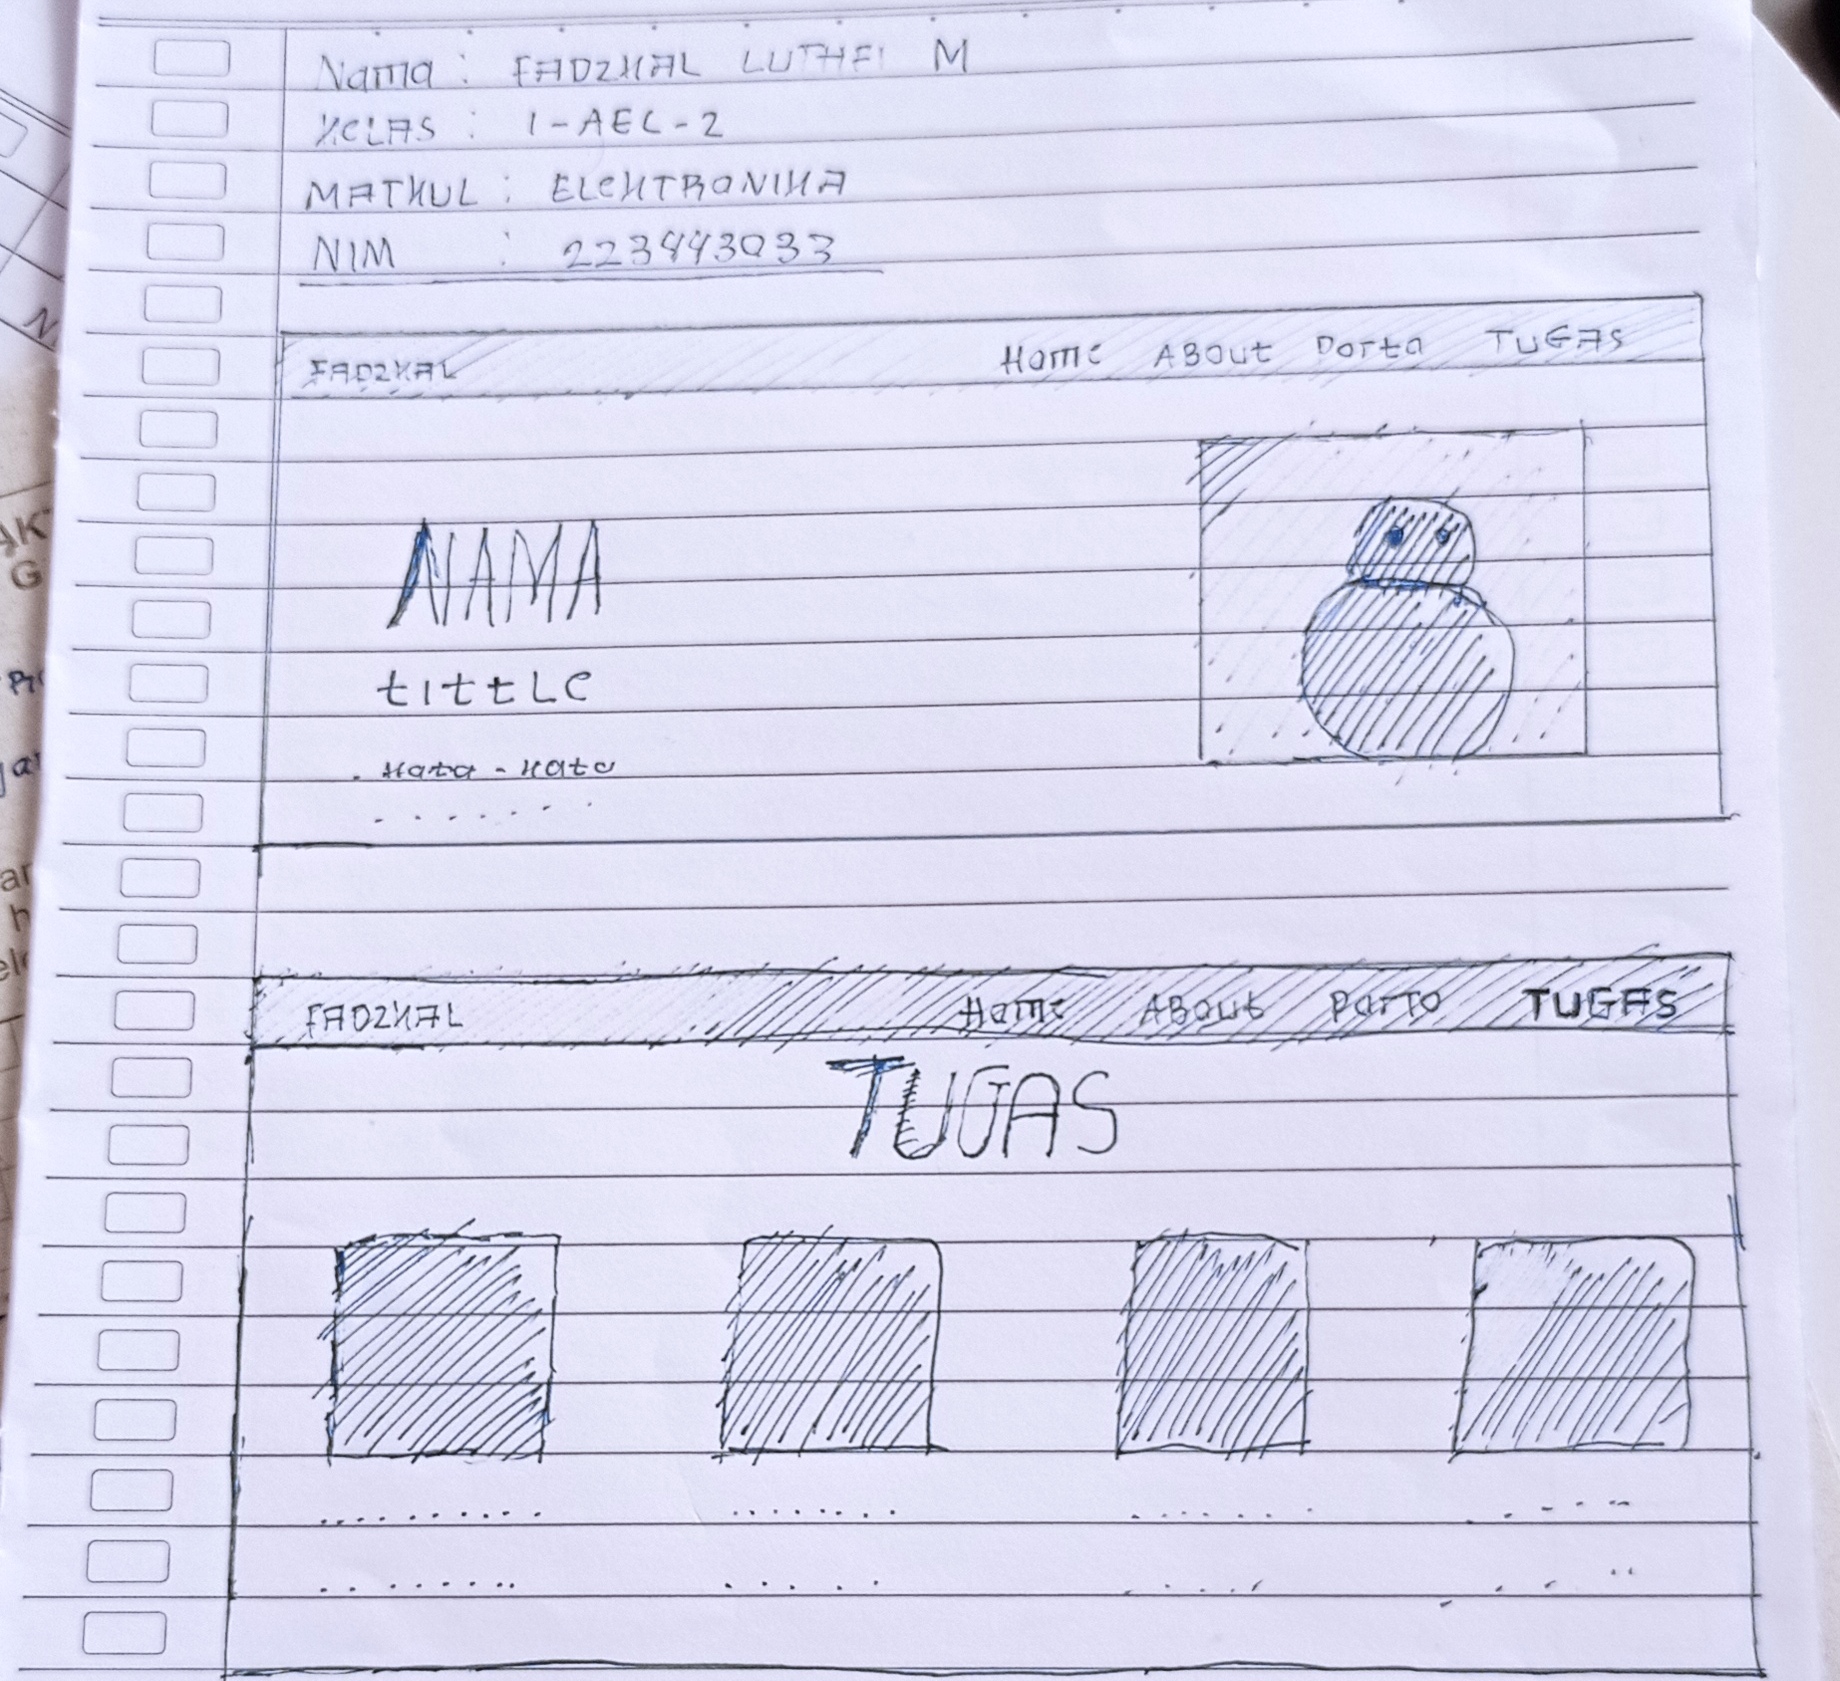 Nama : FADZKAL LUTHFI M
KELAS : 1-AEC-2
MATKUL : ELEKTRONIKA
NIM : 223443033
FADZKAL Home ABOUt Porto TUGAS
NAMA
tittLe
kata - kata
FADZKAL Home ABOUt Porto TUGAS
TUGAS